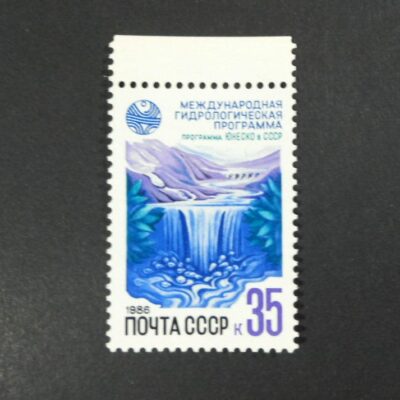 МЕЖДУНАРОДНАЯ
ГИДРОЛОГИЧЕСКАЯ
ПРОГРАММА
ПРОГРАММА ЮНЕСКО В СССР
1986
ПОЧТА СССР К 35